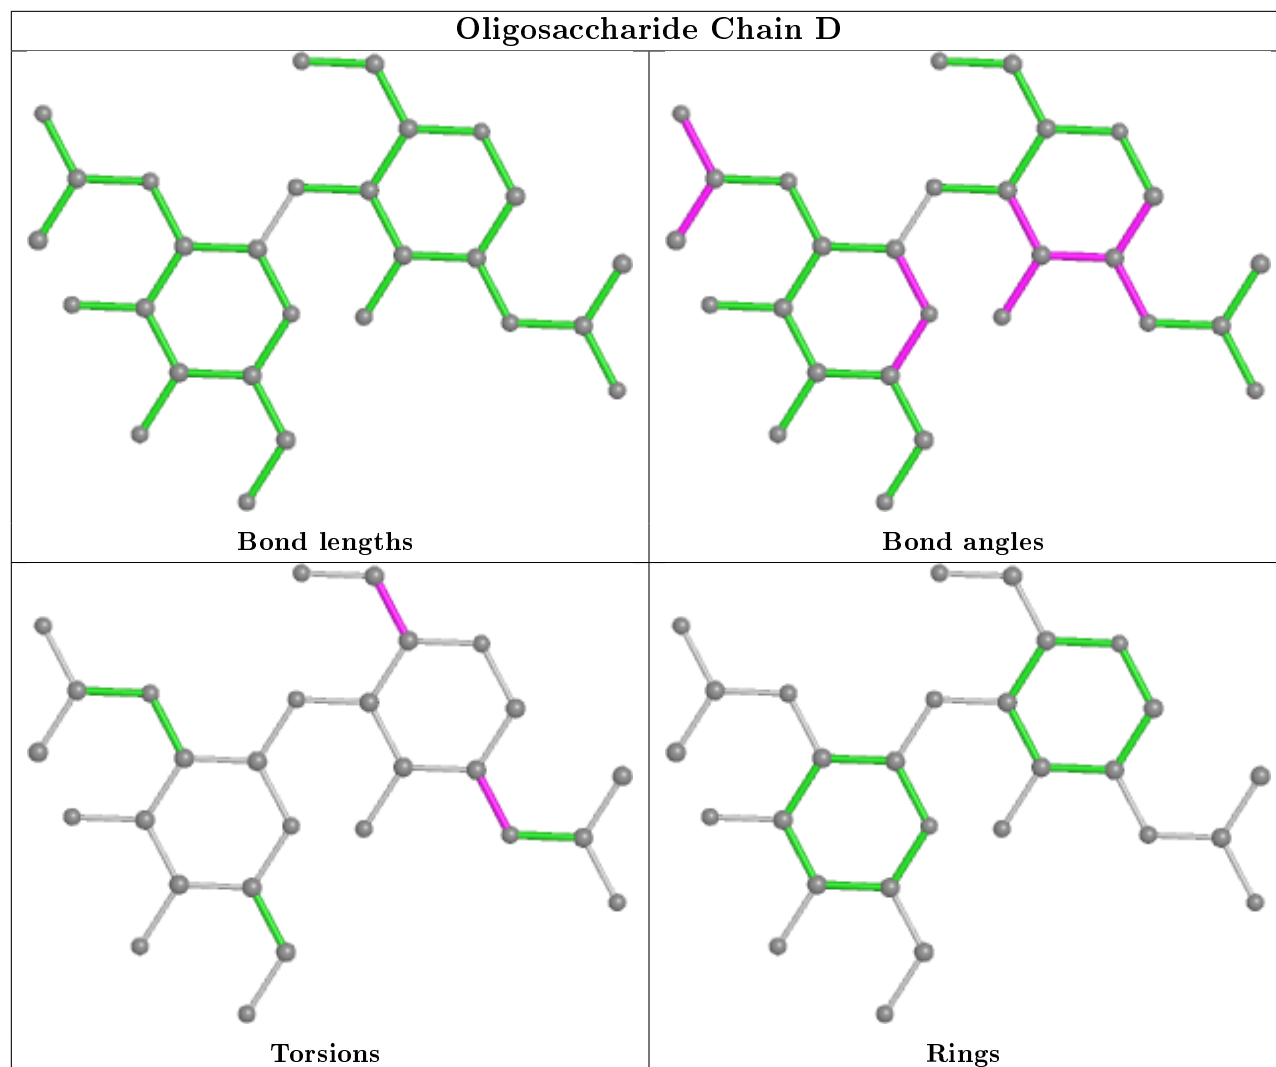 Oligosaccharide Chain D
Bond lengths
Bond angles
Torsions
Rings